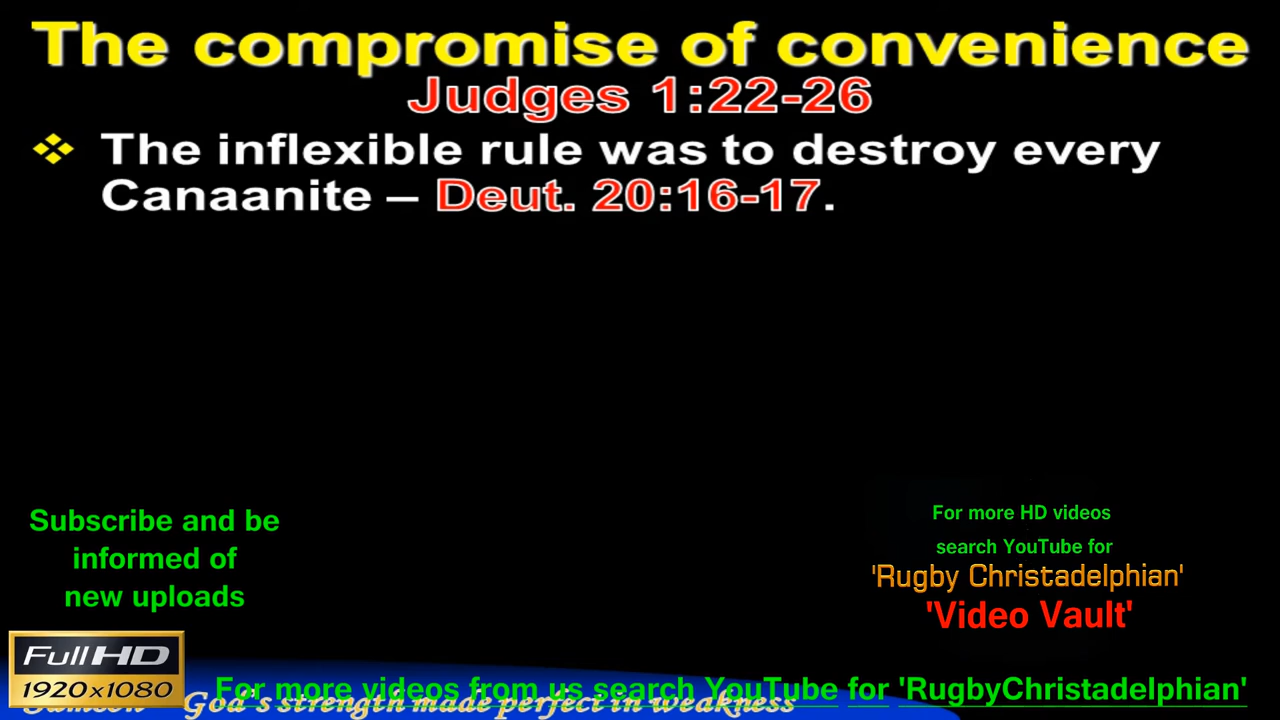 The compromise of convenience
Judges 1:22-26
❖ The inflexible rule was to destroy every
Canaanite – Deut. 20:16-17.
Subscribe and be
informed of
new uploads
For more HD videos
search YouTube for
'Rugby Christadelphian'
'Video Vault'
Full HD
1920x1080
For more videos from us search YouTube for 'RugbyChristadelphian'
Samson God's strength made perfect in weakness